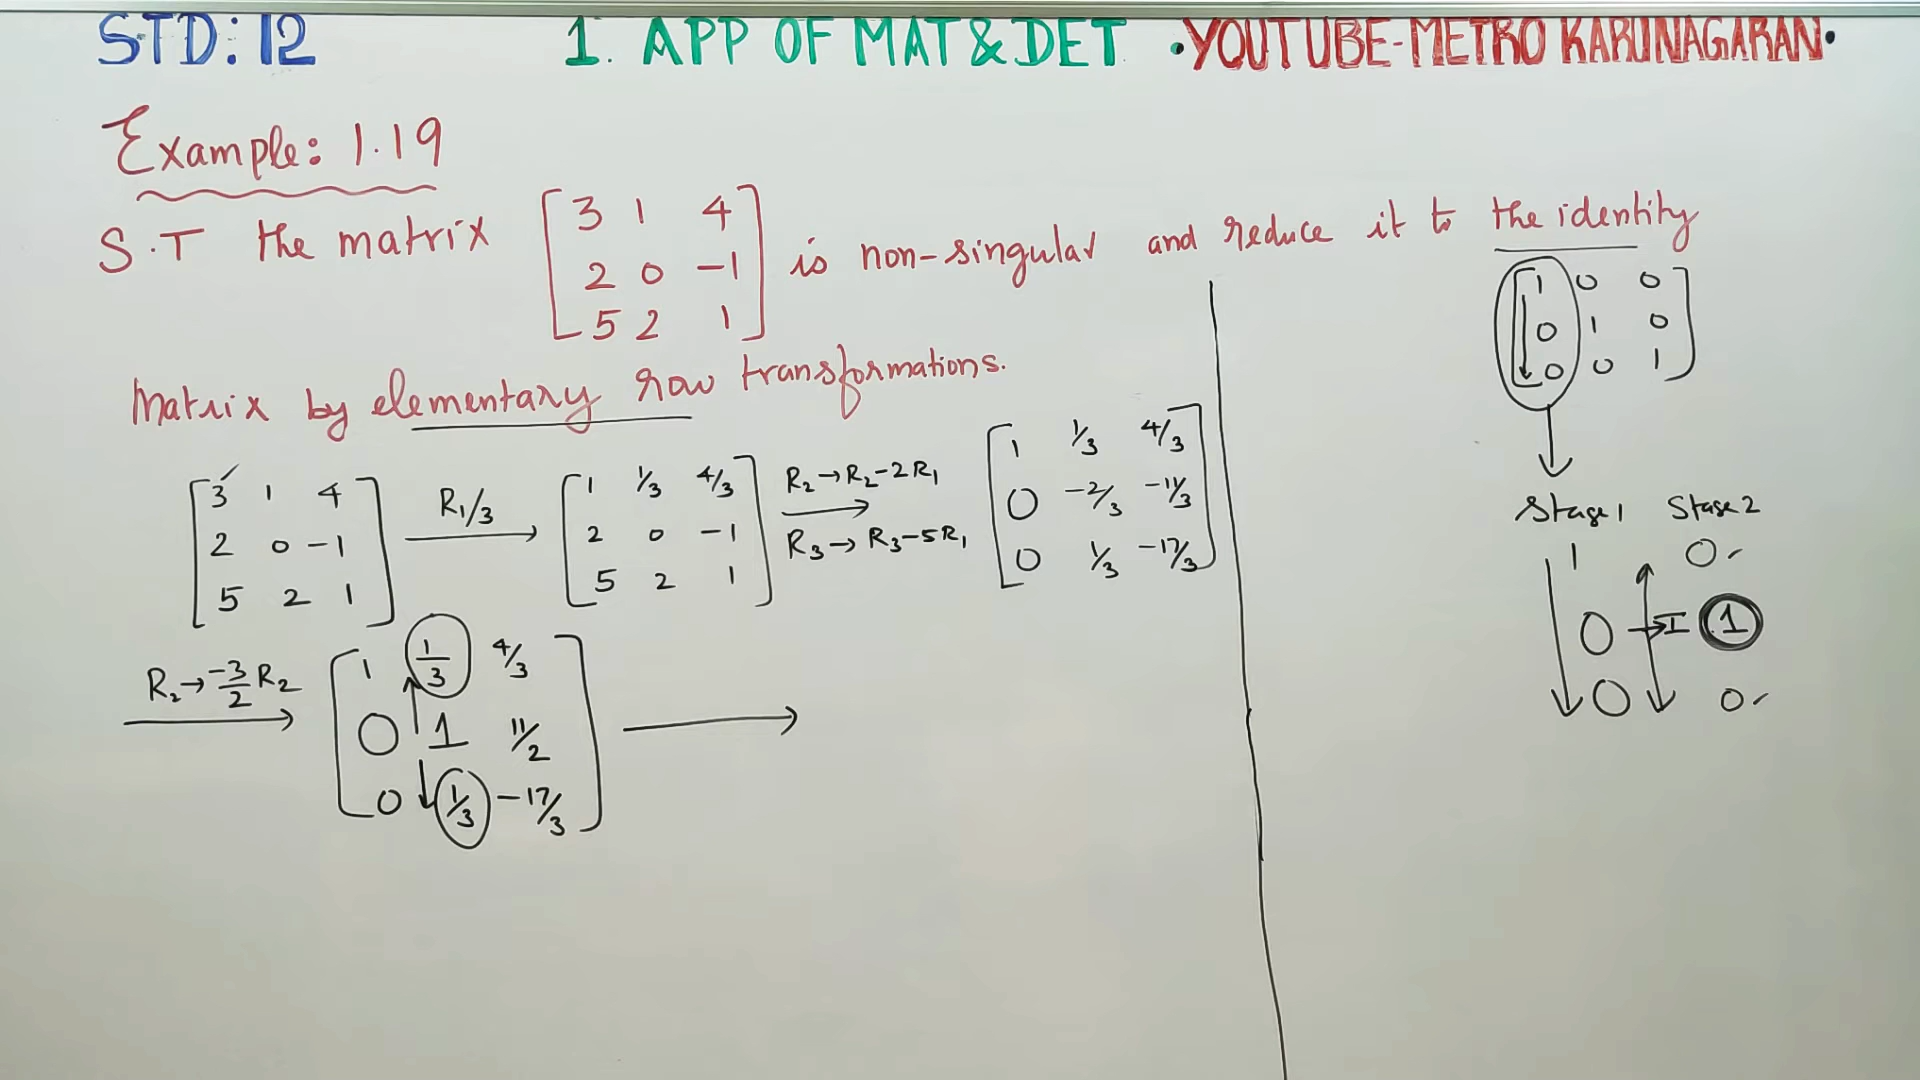 STD: 12 1. APP OF MAT & DET •YOUTUBE-METRO KARUNAGARAN•
Example: 1.19
S.T the matrix [3 1 4
2 0 -1
5 2 1] is non-singular and reduce it to the identity
[1 0 0
0 1 0
0 0 1]
Matrix by elementary row transformations.
[3 1 4
2 0 -1
5 2 1]
R₁/3 →
[1 1/3 4/3
2 0 -1
5 2 1]
R₂→R₂-2R₁
R₃→R₃-5R₁
[1 1/3 4/3
0 -2/3 -11/3
0 1/3 -17/3]
R₂→-3/2 R₂
[1 1/3 4/3
0 1 11/2
0 1/3 -17/3] →
Stage 1 Stage 2
1 0
0 I 1
0 0